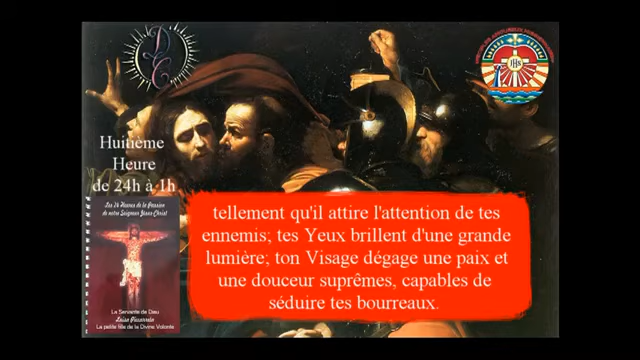 Huitième
Heure
de 24h à 1h
Les 24 Heures de la Passion
de notre Seigneur Jésus-Christ
La Servante de Dieu
Luisa Piccarreta
La petite fille de la Divine Volonté
IHS
tellement qu'il attire l'attention de tes
ennemis; tes Yeux brillent d'une grande
lumière; ton Visage dégage une paix et
une douceur suprêmes, capables de
séduire tes bourreaux.